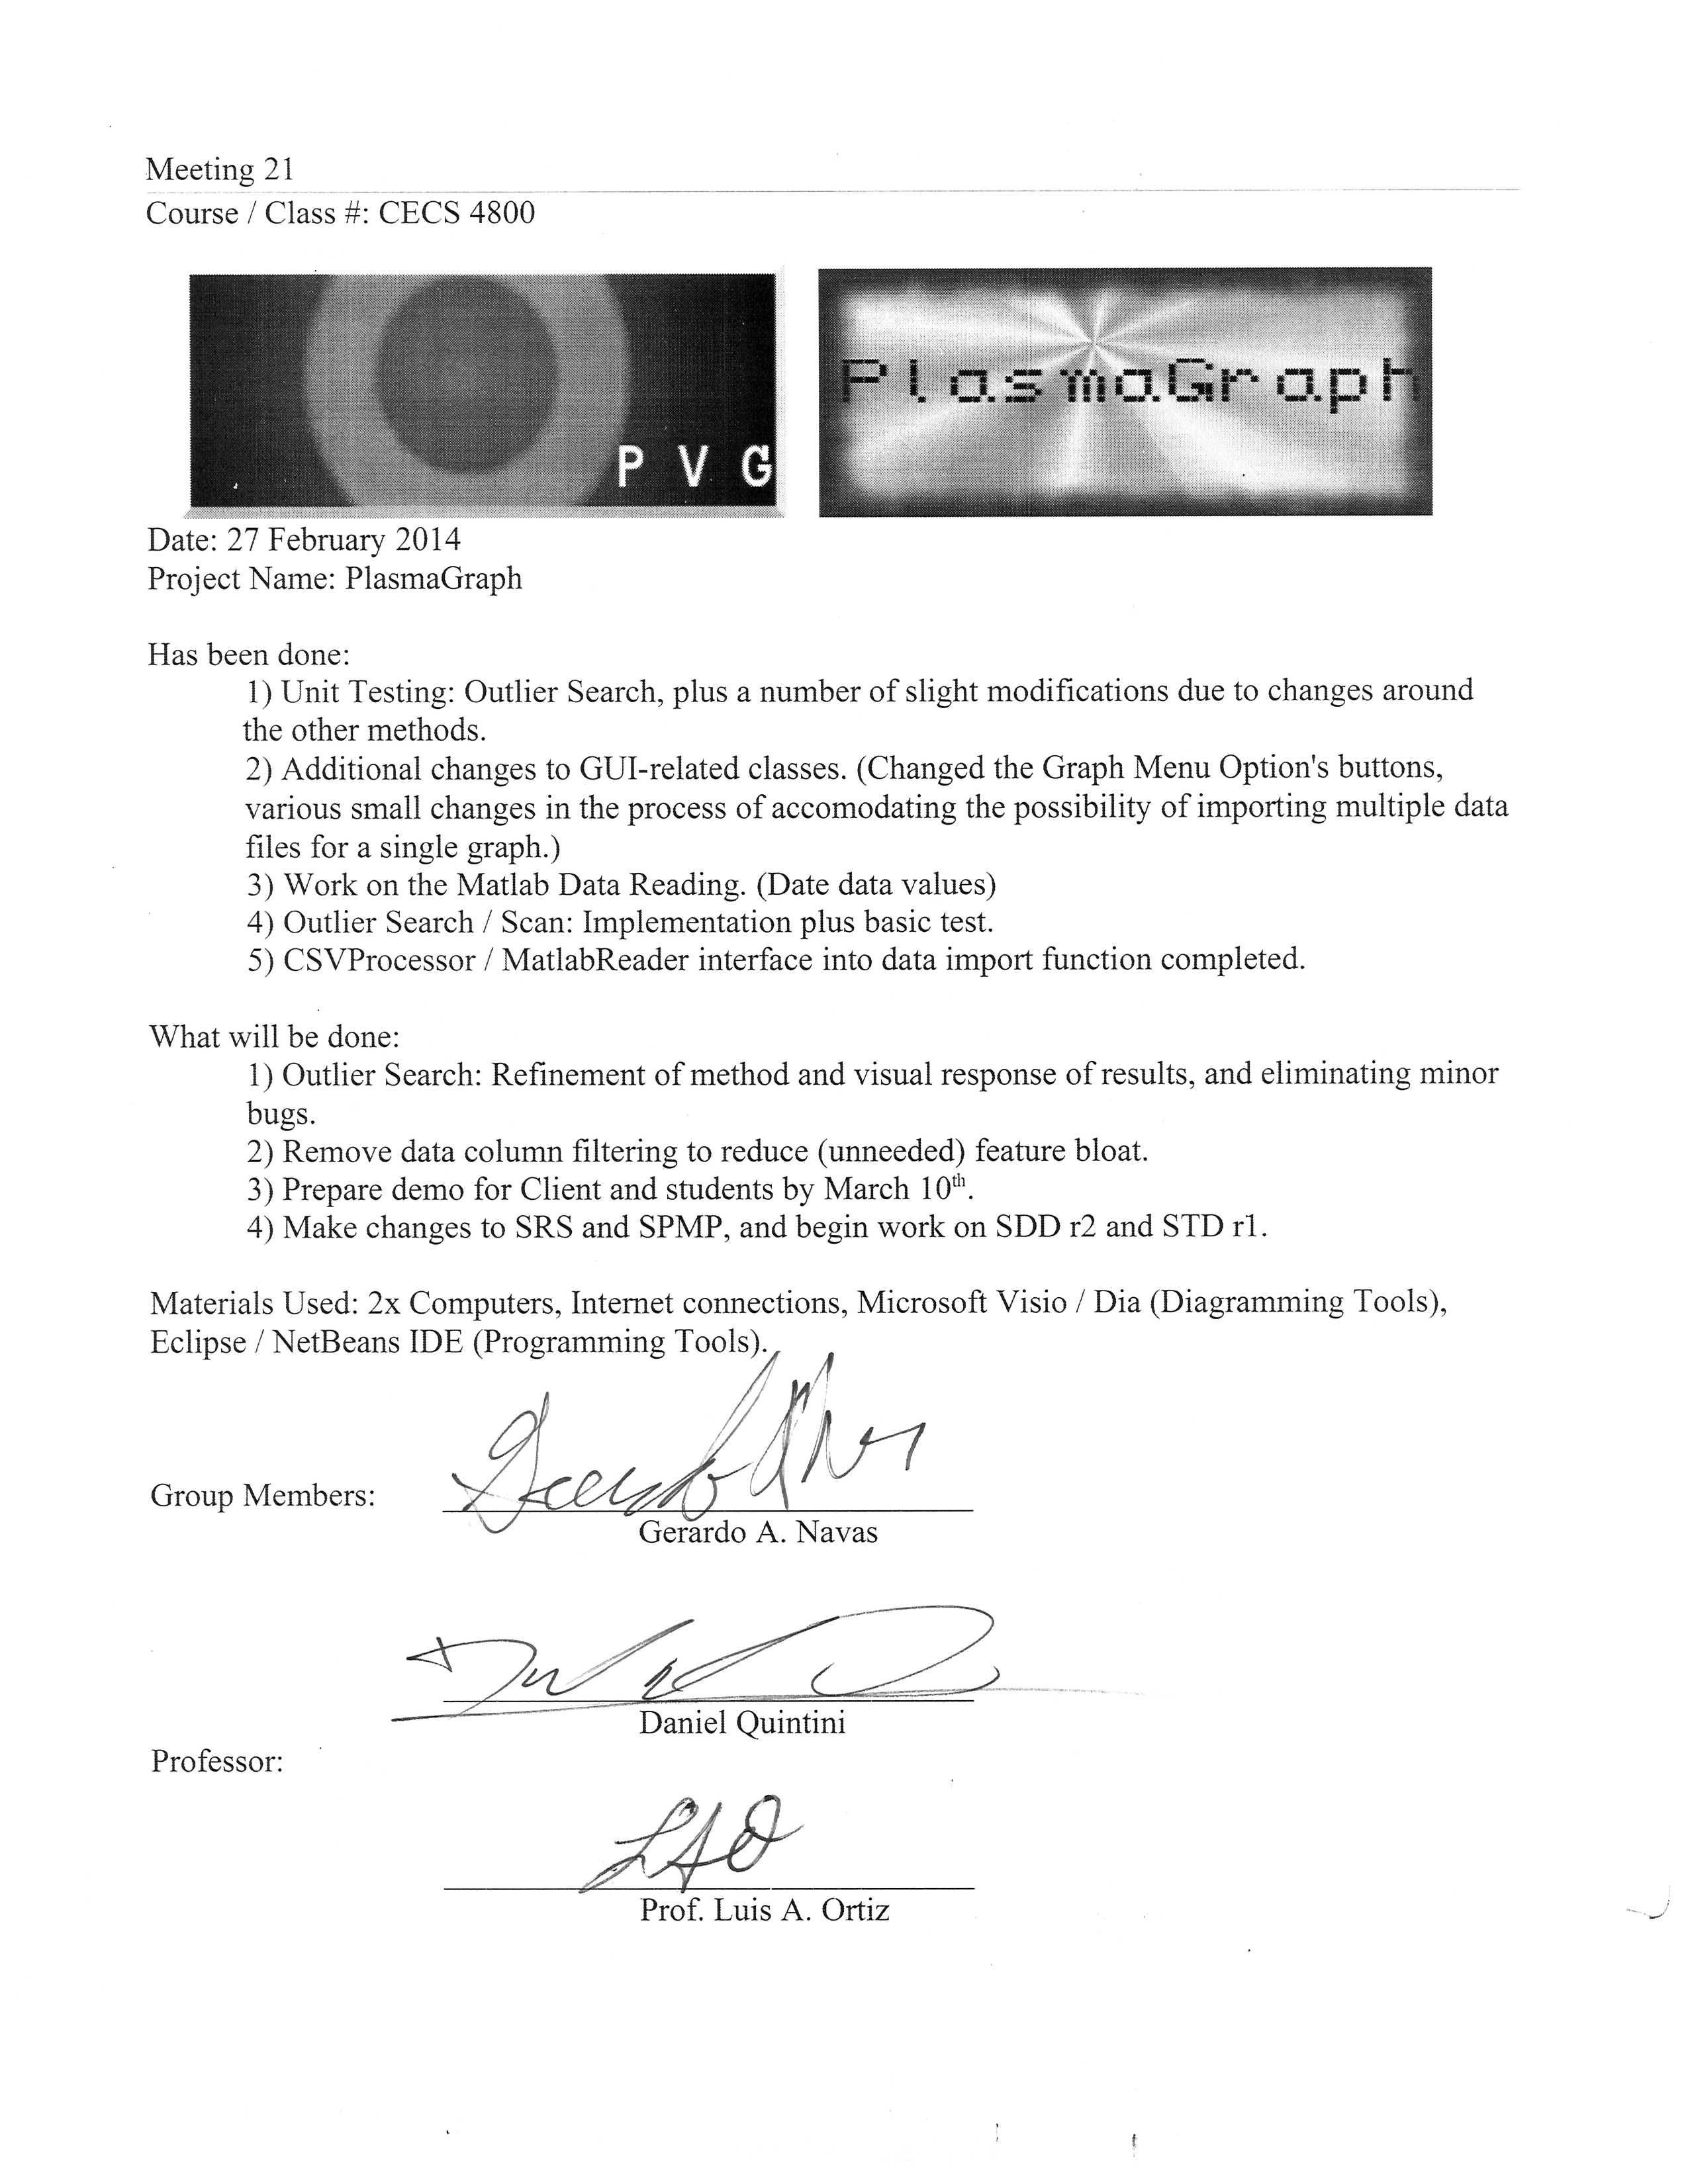 Meeting 21
Course / Class #: CECS 4800
P V G
PlasmaGraph
Date: 27 February 2014
Project Name: PlasmaGraph
Has been done:
1) Unit Testing: Outlier Search, plus a number of slight modifications due to changes around
the other methods.
2) Additional changes to GUI-related classes. (Changed the Graph Menu Option's buttons,
various small changes in the process of accomodating the possibility of importing multiple data
files for a single graph.)
3) Work on the Matlab Data Reading. (Date data values)
4) Outlier Search / Scan: Implementation plus basic test.
5) CSVProcessor / MatlabReader interface into data import function completed.
What will be done:
1) Outlier Search: Refinement of method and visual response of results, and eliminating minor
bugs.
2) Remove data column filtering to reduce (unneeded) feature bloat.
3) Prepare demo for Client and students by March 10th.
4) Make changes to SRS and SPMP, and begin work on SDD r2 and STD r1.
Materials Used: 2x Computers, Internet connections, Microsoft Visio / Dia (Diagramming Tools),
Eclipse / NetBeans IDE (Programming Tools).
Group Members:
Gerardo A. Navas
Daniel Quintini
Professor:
LAO
Prof. Luis A. Ortiz